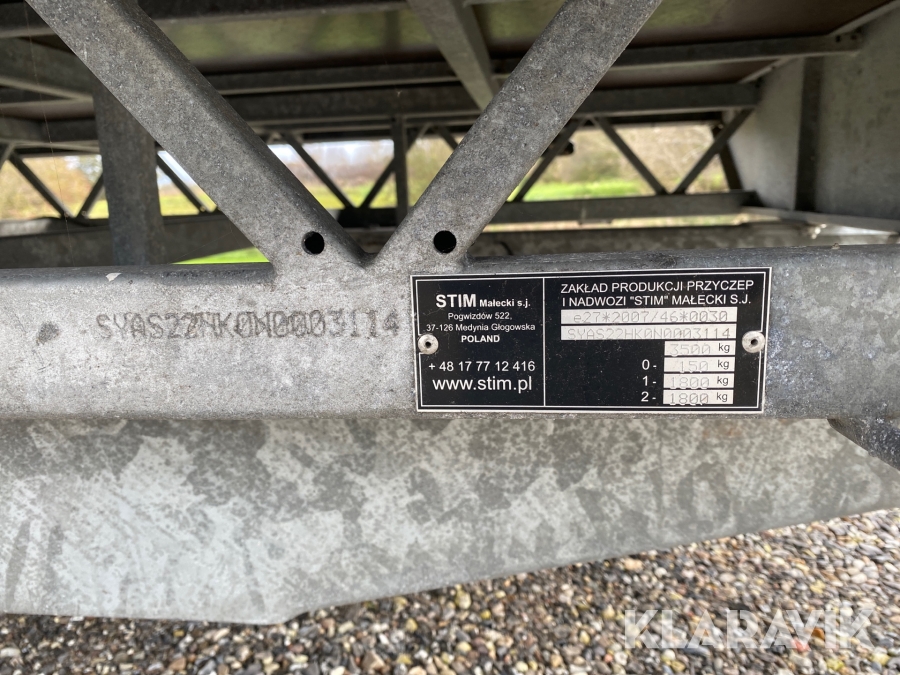 SYAS22HK0N0003114
STIM Małecki s.j.
Pogwizdów 522,
37-126 Medynia Głogowska
POLAND
+ 48 17 77 12 416
www.stim.pl
ZAKŁAD PRODUKCJI PRZYCZEP
I NADWOZI "STIM" MAŁECKI S.J.
e27*2007/46*0030
SYAS22HK0N0003114
3500 kg
0- 150 kg
1- 1800 kg
2- 1800 kg
KLARAVIK